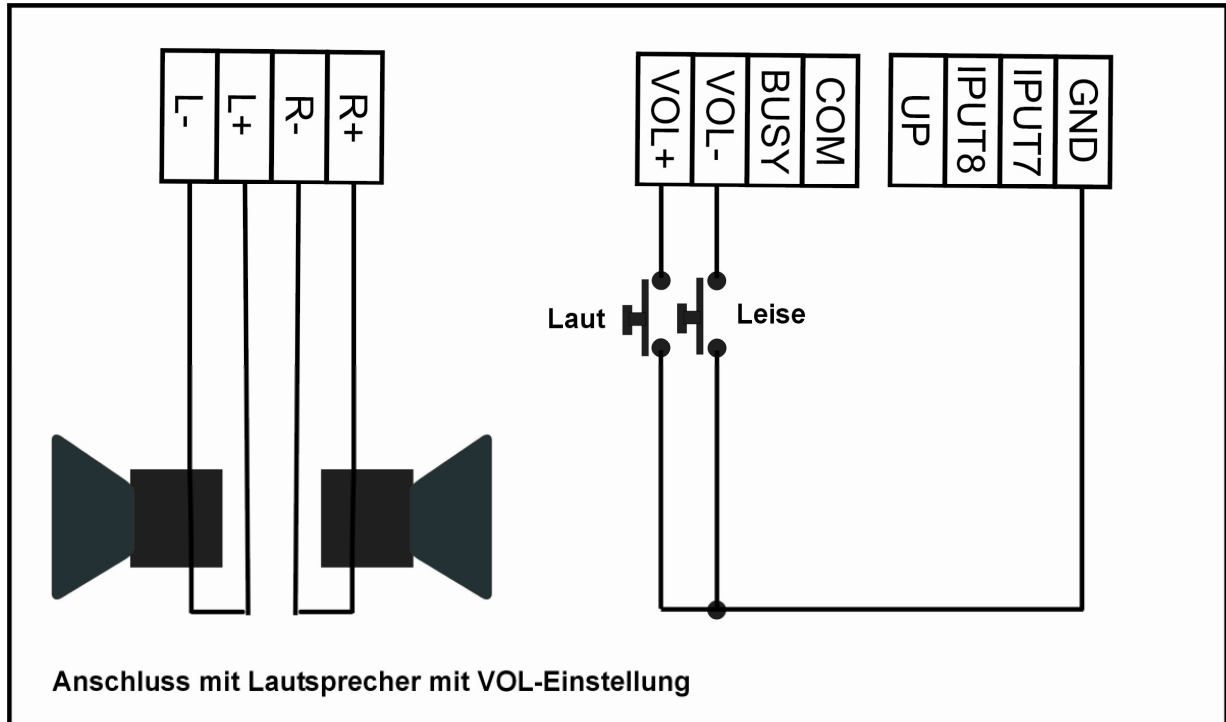 L-
L+
R-
R+
VOL+
VOL-
BUSY
COM
UP
IPUT8
IPUT7
GND
Laut
Leise
Anschluss mit Lautsprecher mit VOL-Einstellung